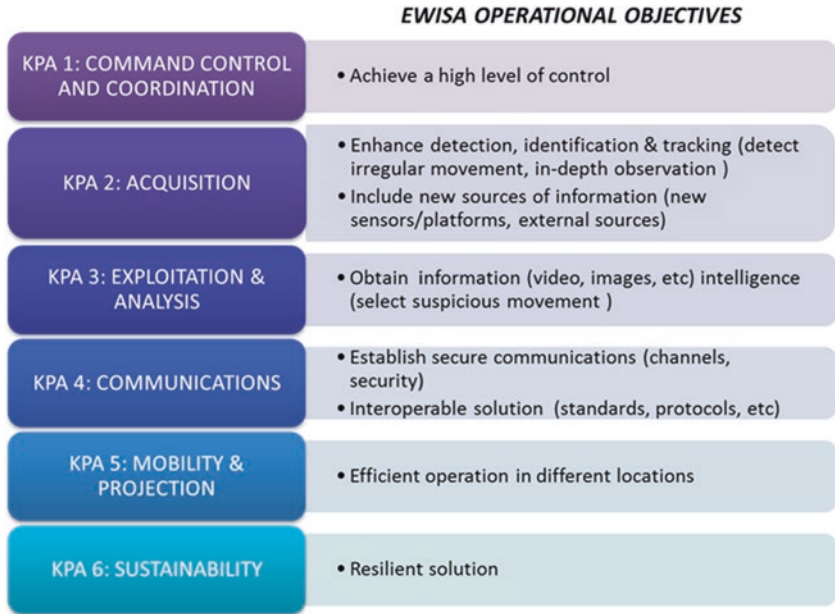 EWISA OPERATIONAL OBJECTIVES
KPA 1: COMMAND CONTROL
AND COORDINATION
• Achieve a high level of control
KPA 2: ACQUISITION
• Enhance detection, identification & tracking (detect
irregular movement, in-depth observation )
• Include new sources of information (new
sensors/platforms, external sources)
KPA 3: EXPLOITATION &
ANALYSIS
• Obtain information (video, images, etc) intelligence
(select suspicious movement )
KPA 4: COMMUNICATIONS
• Establish secure communications (channels,
security)
• Interoperable solution (standards, protocols, etc)
KPA 5: MOBILITY &
PROJECTION
• Efficient operation in different locations
KPA 6: SUSTAINABILITY
• Resilient solution